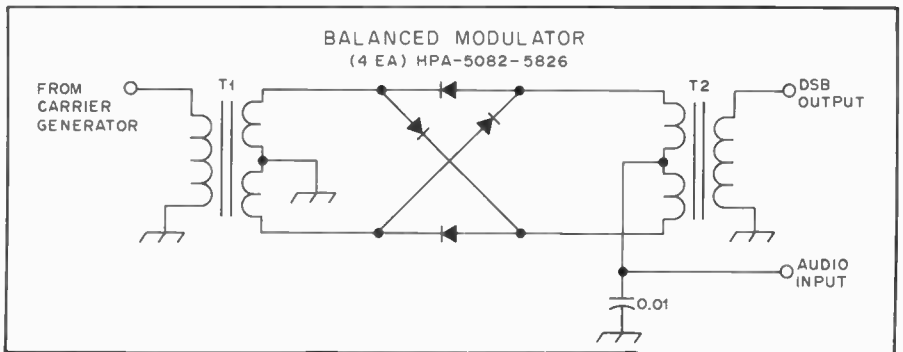 BALANCED MODULATOR
(4 EA) HPA-5082-5826
FROM
CARRIER
GENERATOR
T1
T2
DSB
OUTPUT
AUDIO
INPUT
0.01